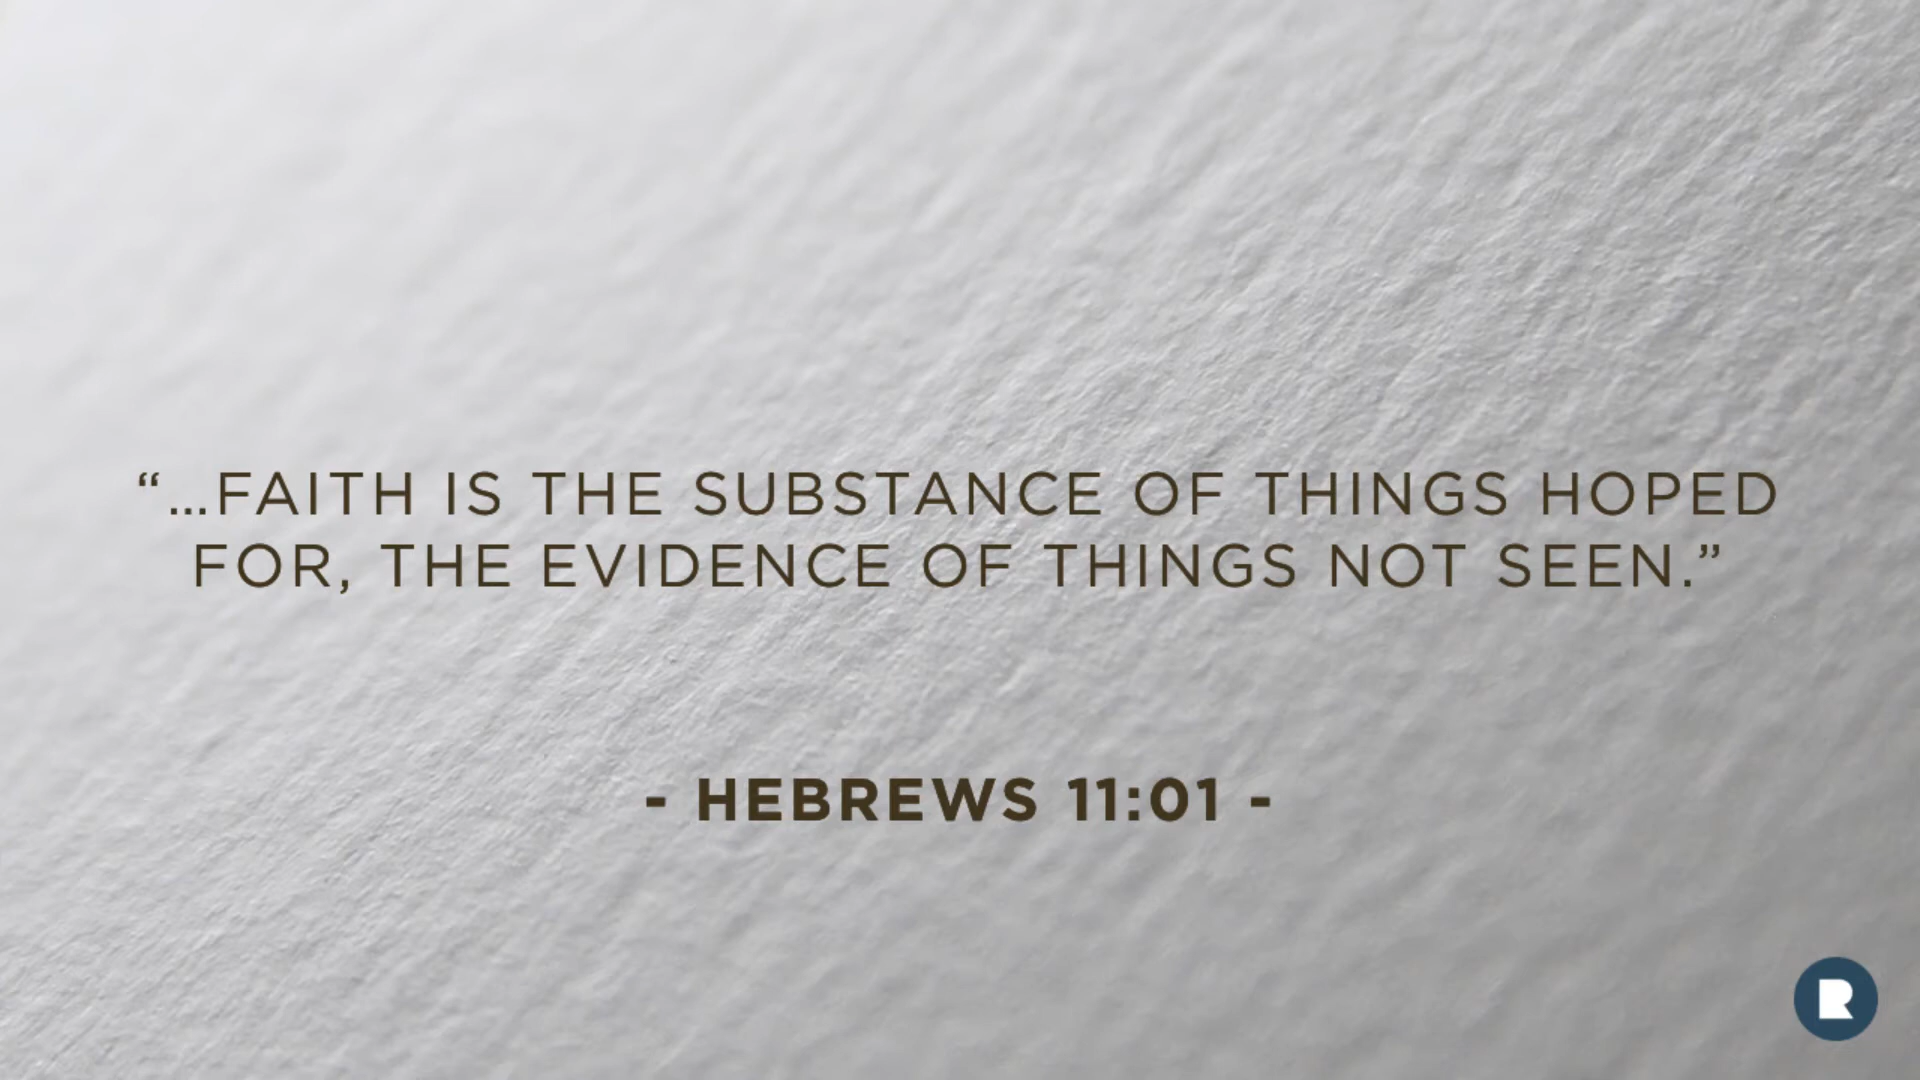 “...FAITH IS THE SUBSTANCE OF THINGS HOPED
FOR, THE EVIDENCE OF THINGS NOT SEEN.”
- HEBREWS 11:01 -
R